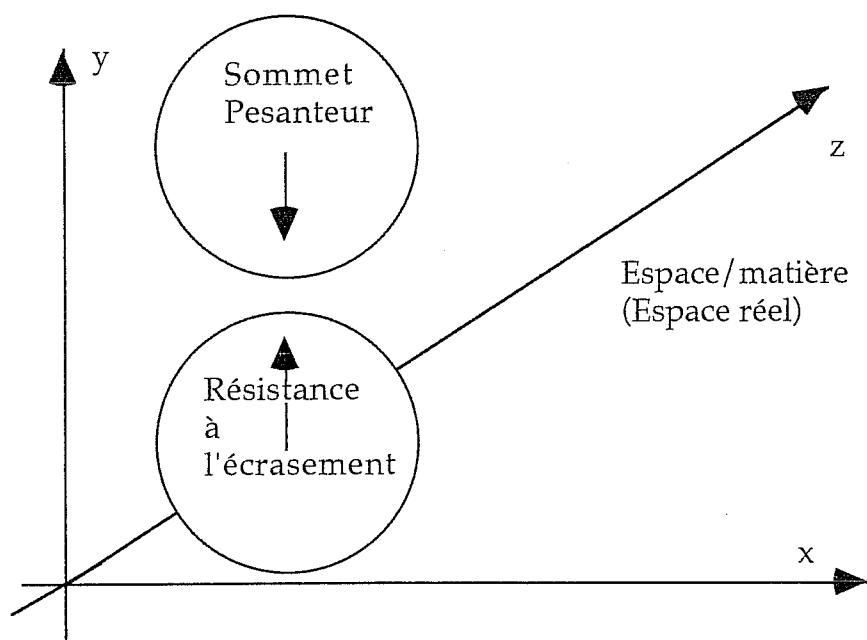 y
Sommet
Pesanteur
z
Espace/matière
(Espace réel)
Résistance
à
l'écrasement
x